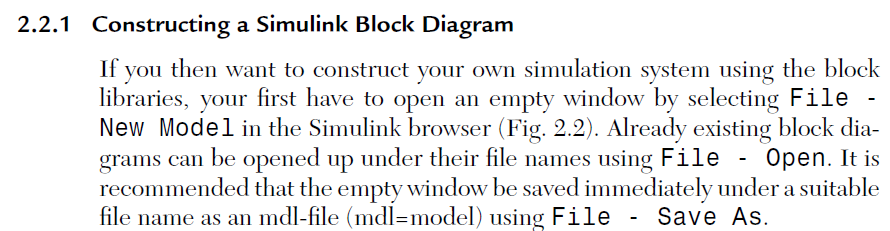 2.2.1 Constructing a Simulink Block Diagram
If you then want to construct your own simulation system using the block
libraries, your first have to open an empty window by selecting File -
New Model in the Simulink browser (Fig. 2.2). Already existing block dia-
grams can be opened up under their file names using File - Open. It is
recommended that the empty window be saved immediately under a suitable
file name as an mdl-file (mdl=model) using File - Save As.